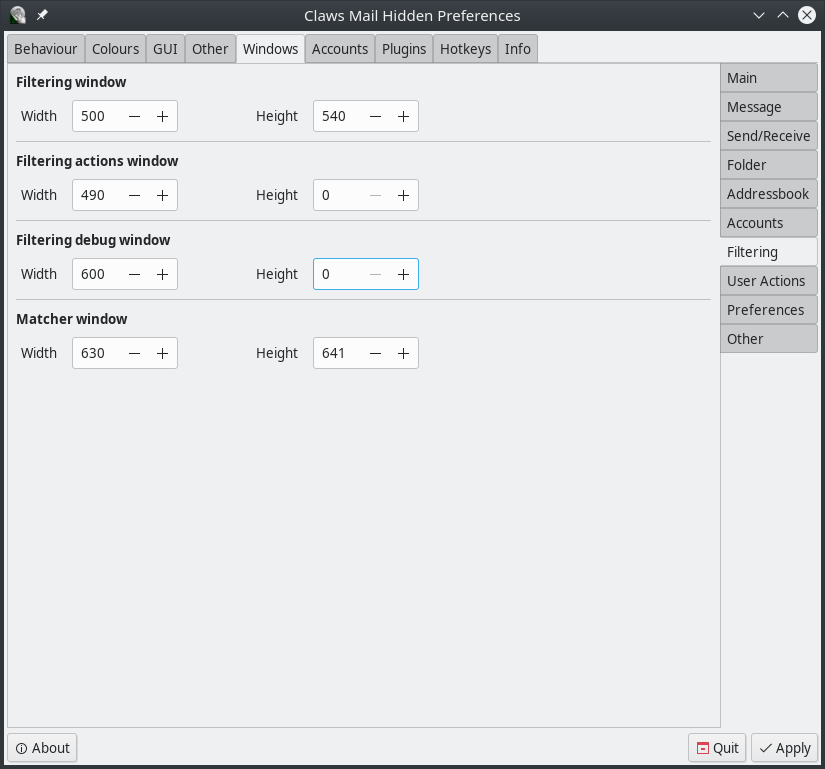 Claws Mail Hidden Preferences
Behaviour Colours GUI Other Windows Accounts Plugins Hotkeys Info
Filtering window
Width 500 Height 540
Filtering actions window
Width 490 Height 0
Filtering debug window
Width 600 Height 0
Matcher window
Width 630 Height 641
Main
Message
Send/Receive
Folder
Addressbook
Accounts
Filtering
User Actions
Preferences
Other
About Quit Apply